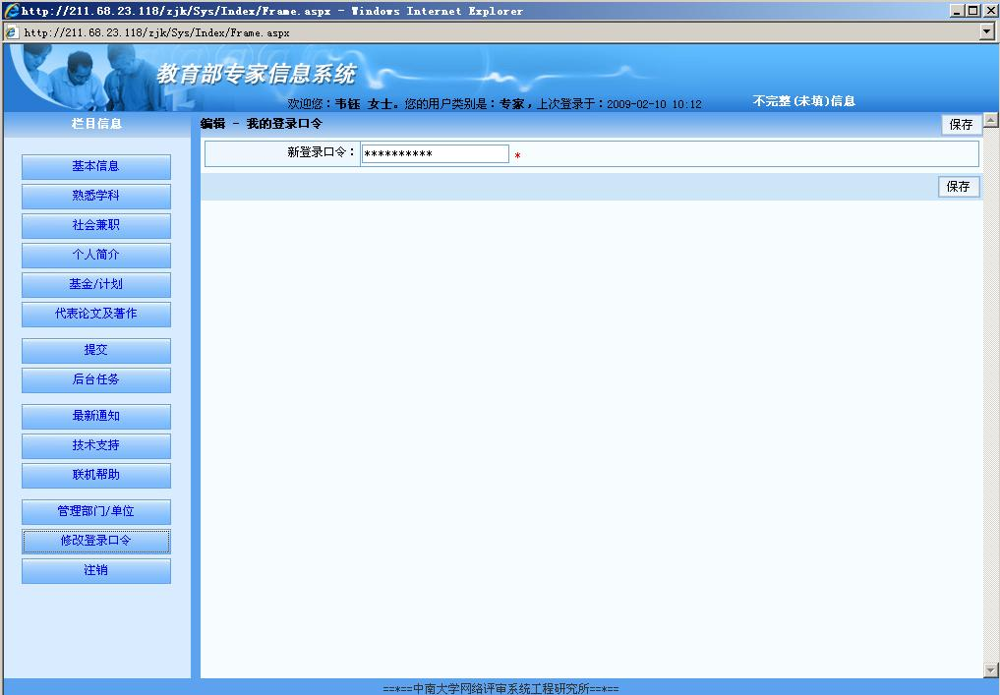 http://211.68.23.118/zjk/Sys/Index/Frame.aspx - Windows Internet Explorer
http://211.68.23.118/zjk/Sys/Index/Frame.aspx
教育部专家信息系统
欢迎您：韦钰 女士。您的用户类别是：专家，上次登录于：2009-02-10 10:12
不完整(未填)信息
栏目信息
编辑 - 我的登录口令
保存
新登录口令：
**********
*
保存
基本信息
熟悉学科
社会兼职
个人简介
基金/计划
代表论文及著作
提交
后台任务
最新通知
技术支持
联机帮助
管理部门/单位
修改登录口令
注销
==*==中南大学网络评审系统工程研究所==*==